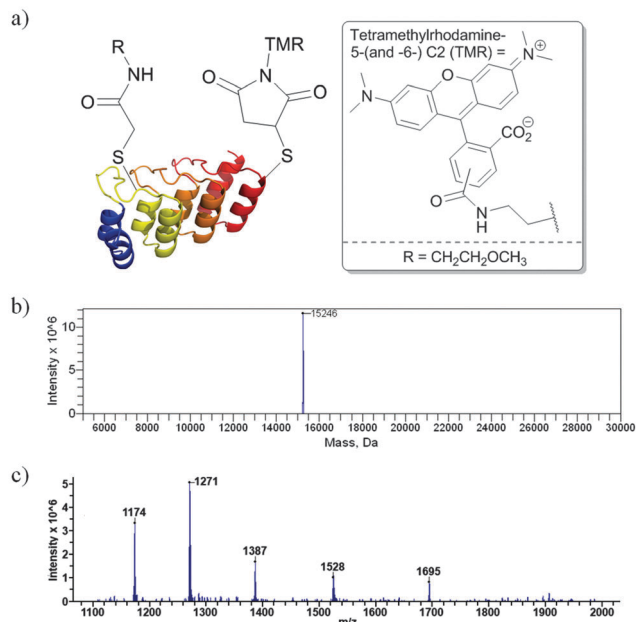 a)
R
NH
O
S
TMR
N
O
O
S
Tetramethylrhodamine-
5-(and -6-) C2 (TMR) =
N
⊕
O
N
CO2⊖
O
N
H
R = CH2CH2OCH3
b)
Intensity x 10^6
10
5
0
15246
6000 8000 10000 12000 14000 16000 18000 20000 22000 24000 26000 28000 30000
Mass, Da
c)
Intensity x 10^6
5
4
3
2
1
0
1174
1271
1387
1528
1695
1100 1200 1300 1400 1500 1600 1700 1800 1900 2000
m/z